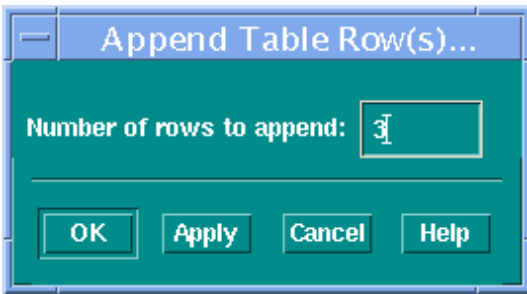 Append Table Row(s)...
Number of rows to append: 3
OK Apply Cancel Help